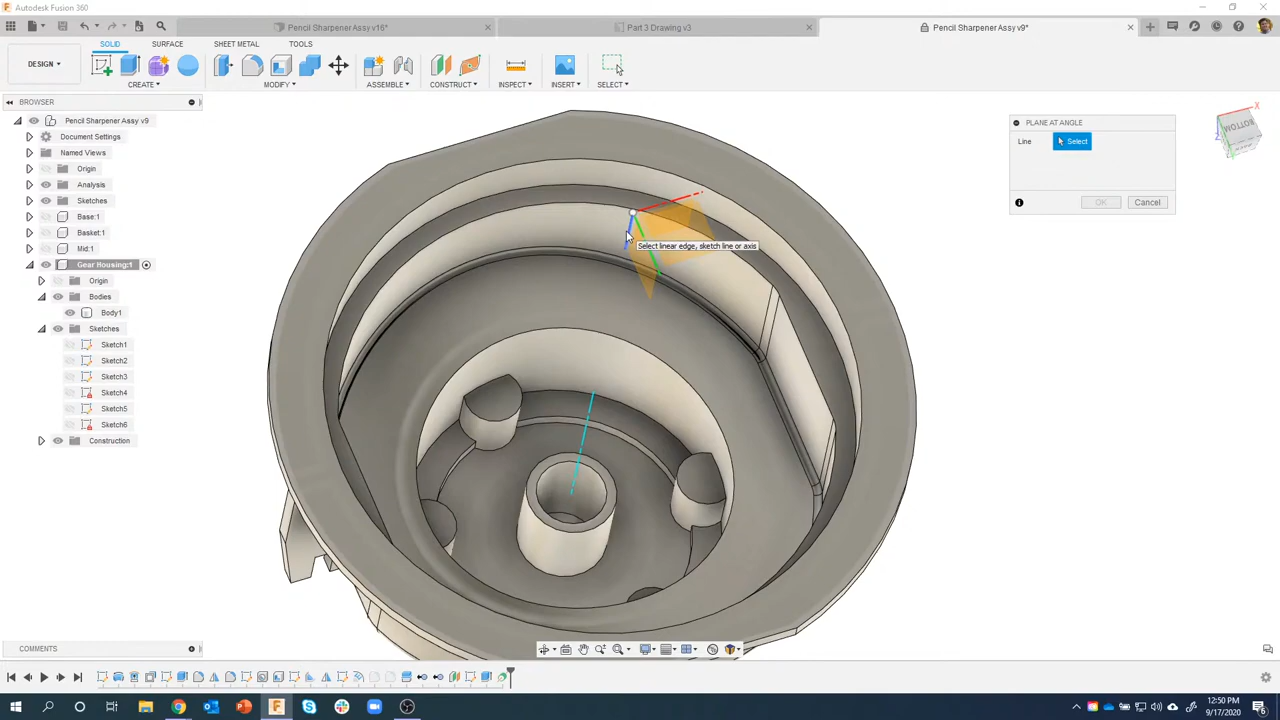 Autodesk Fusion 360
Pencil Sharpener Assy v16*
Part 3 Drawing v3
Pencil Sharpener Assy v9*
DESIGN
SOLID
SURFACE
SHEET METAL
TOOLS
CREATE
MODIFY
ASSEMBLE
CONSTRUCT
INSPECT
INSERT
SELECT
BROWSER
Pencil Sharpener Assy v9
Document Settings
Named Views
Origin
Analysis
Sketches
Base:1
Basket:1
Mid:1
Gear Housing:1
Origin
Bodies
Body1
Sketches
Sketch1
Sketch2
Sketch3
Sketch4
Sketch5
Sketch6
Construction
Select linear edge, sketch line or axis
PLANE AT ANGLE
Line
Select
OK
Cancel
X
BOTTOM
COMMENTS
12:50 PM
9/17/2020
6